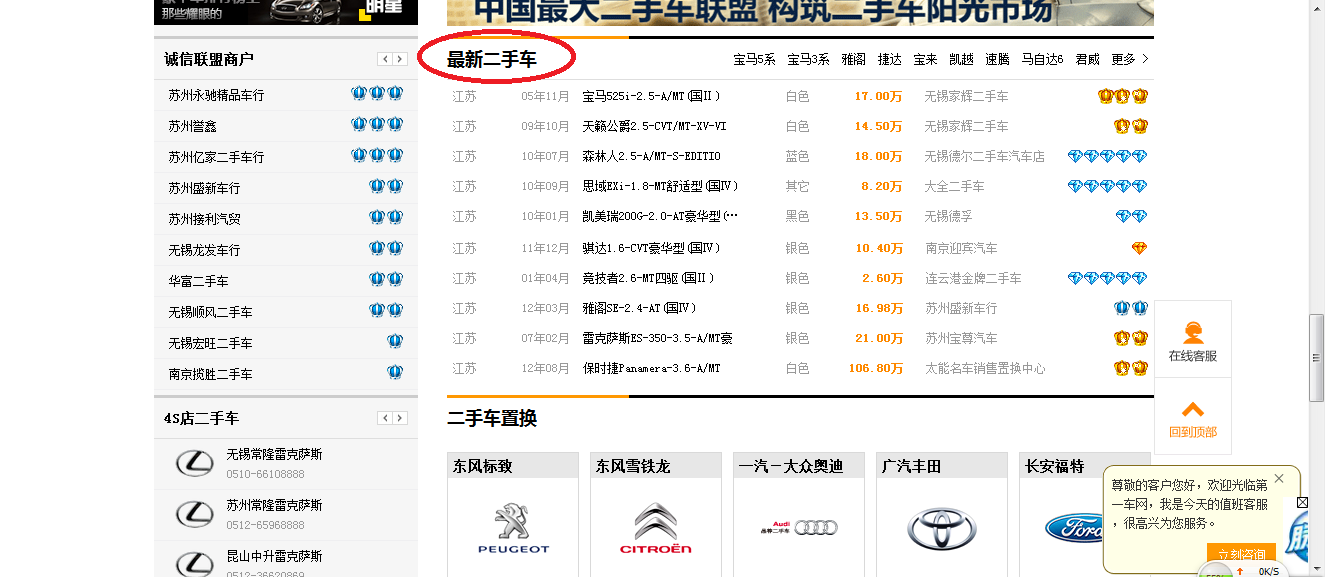 那些耀眼的
明星
中国最大二手车联盟 构筑二手车阳光市场
诚信联盟商户
苏州永驰精品车行
苏州誉鑫
苏州亿家二手车行
苏州盛新车行
苏州接利汽贸
无锡龙发车行
华富二手车
无锡顺风二手车
无锡宏旺二手车
南京揽胜二手车
4S店二手车
无锡常隆雷克萨斯
0510-66108888
苏州常隆雷克萨斯
0512-65968888
昆山中升雷克萨斯
0512-36620869
最新二手车 宝马5系 宝马3系 雅阁 捷达 宝来 凯越 速腾 马自达6 君威 更多 >
江苏 05年11月 宝马525i-2.5-A/MT(国II) 白色 17.00万 无锡家辉二手车
江苏 09年10月 天籁公爵2.5-CVT/MT-XV-VI 白色 14.50万 无锡家辉二手车
江苏 10年07月 森林人2.5-A/MT-S-EDITIO 蓝色 18.00万 无锡德尔二手车汽车店
江苏 10年09月 思域EXi-1.8-MT舒适型(国IV) 其它 8.20万 大全二手车
江苏 10年01月 凯美瑞200G-2.0-AT豪华型(… 黑色 13.50万 无锡德孚
江苏 11年12月 骐达1.6-CVT豪华型(国IV) 银色 10.40万 南京迎宾汽车
江苏 01年04月 竞技者2.6-MT四驱(国II) 银色 2.60万 连云港金牌二手车
江苏 12年03月 雅阁SE-2.4-AT(国IV) 银色 16.98万 苏州盛新车行
江苏 07年02月 雷克萨斯ES-350-3.5-A/MT豪 银色 21.00万 苏州宝尊汽车
江苏 12年08月 保时捷Panamera-3.6-A/MT 白色 106.80万 太能名车销售置换中心
二手车置换
东风标致 东风雪铁龙 一汽-大众奥迪 广汽丰田 长安福特
PEUGEOT
CITROËN
Audi
品荐二手车
Ford
在线客服
回到顶部
尊敬的客户您好，欢迎光临第
一车网，我是今天的值班客服
，很高兴为您服务。
立刻咨询
0K/S